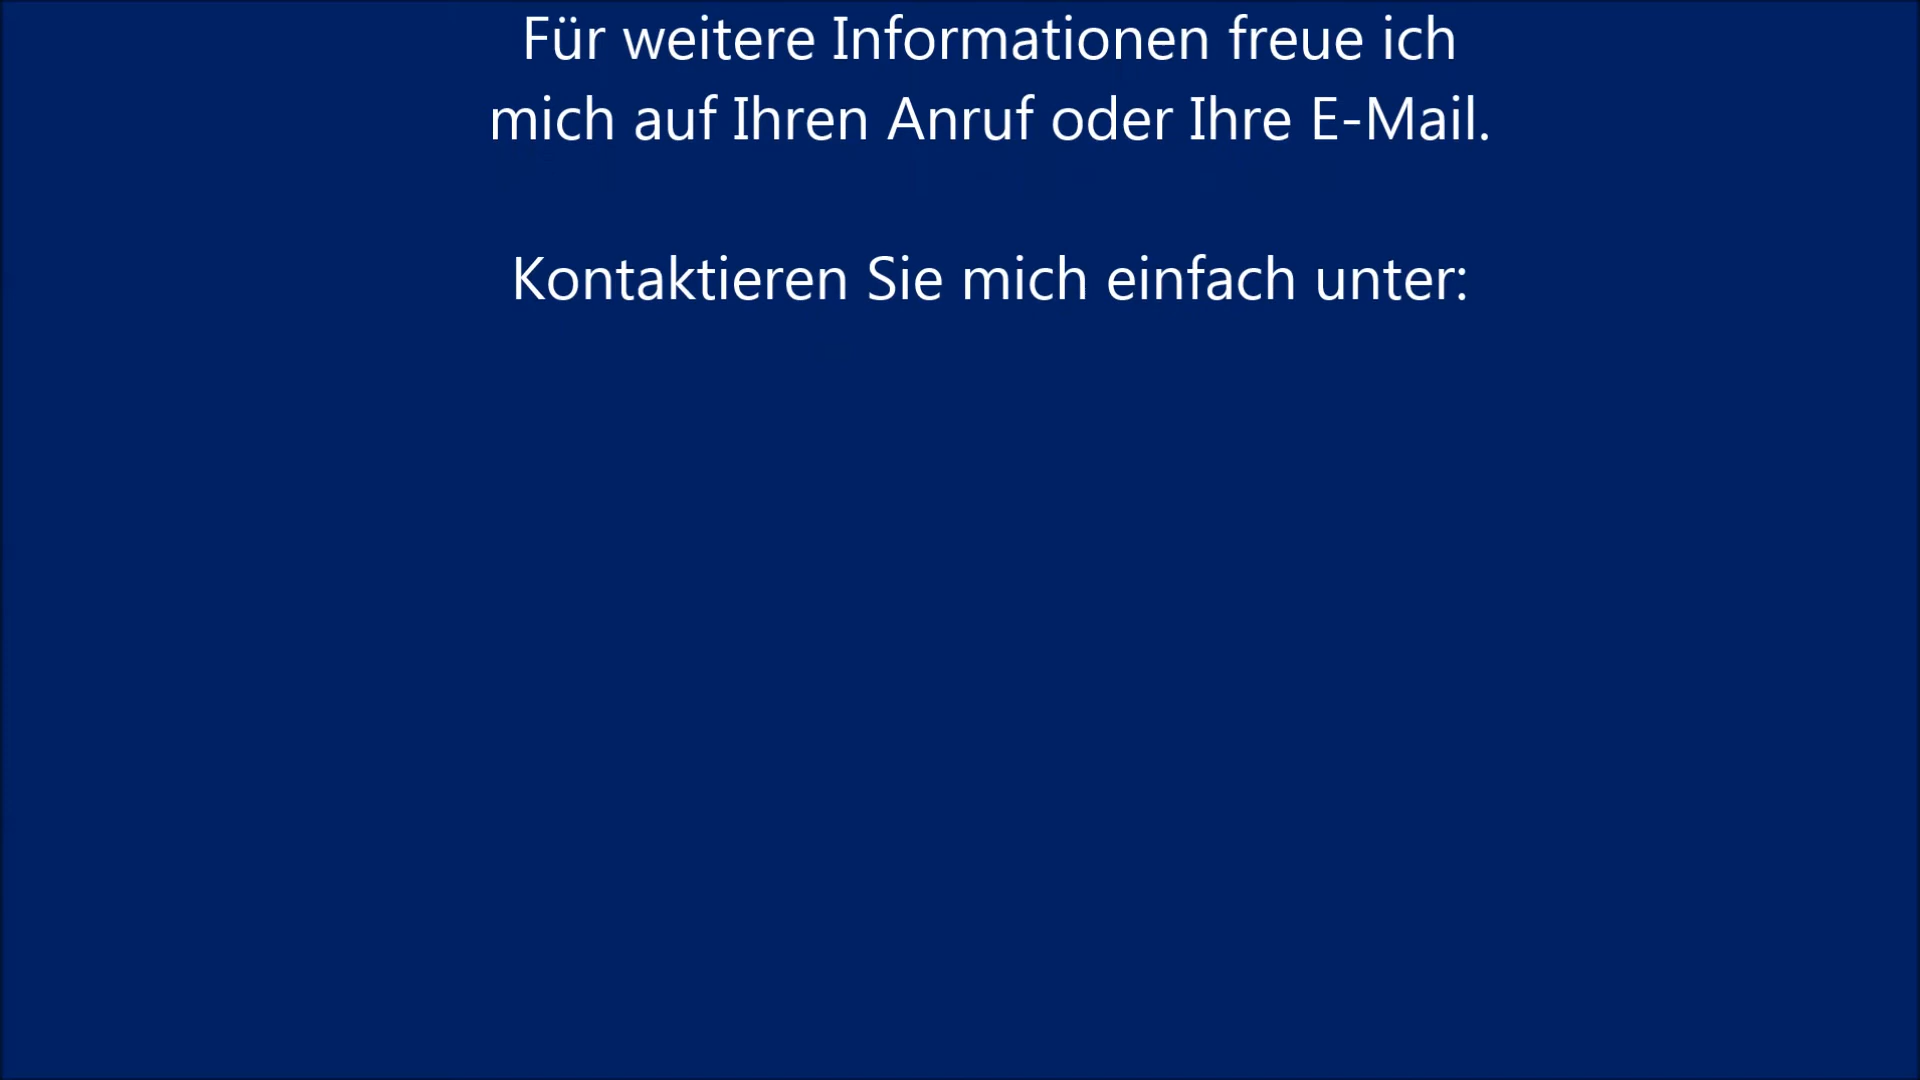 Für weitere Informationen freue ich
mich auf Ihren Anruf oder Ihre E-Mail.
Kontaktieren Sie mich einfach unter: